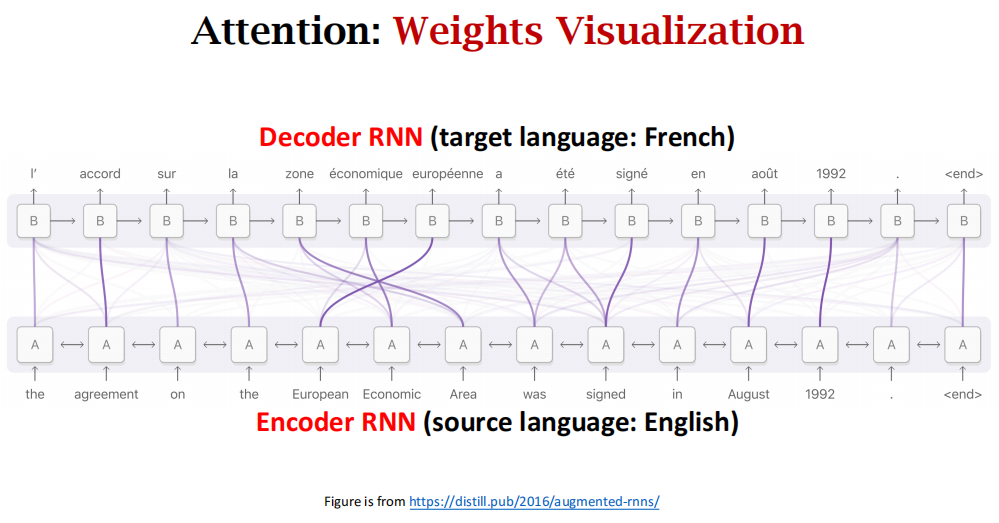 Attention: Weights Visualization
Decoder RNN (target language: French)
l’ accord sur la zone économique européenne a été signé en août 1992 . <end>
B B B B B B B B B B B B B B B
A A A A A A A A A A A A A A
the agreement on the European Economic Area was signed in August 1992 . <end>
Encoder RNN (source language: English)
Figure is from https://distill.pub/2016/augmented-rnns/